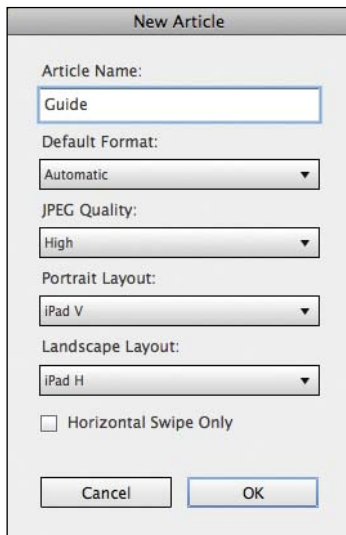 New Article
Article Name:
Guide
Default Format:
Automatic
JPEG Quality:
High
Portrait Layout:
iPad V
Landscape Layout:
iPad H
Horizontal Swipe Only
Cancel OK